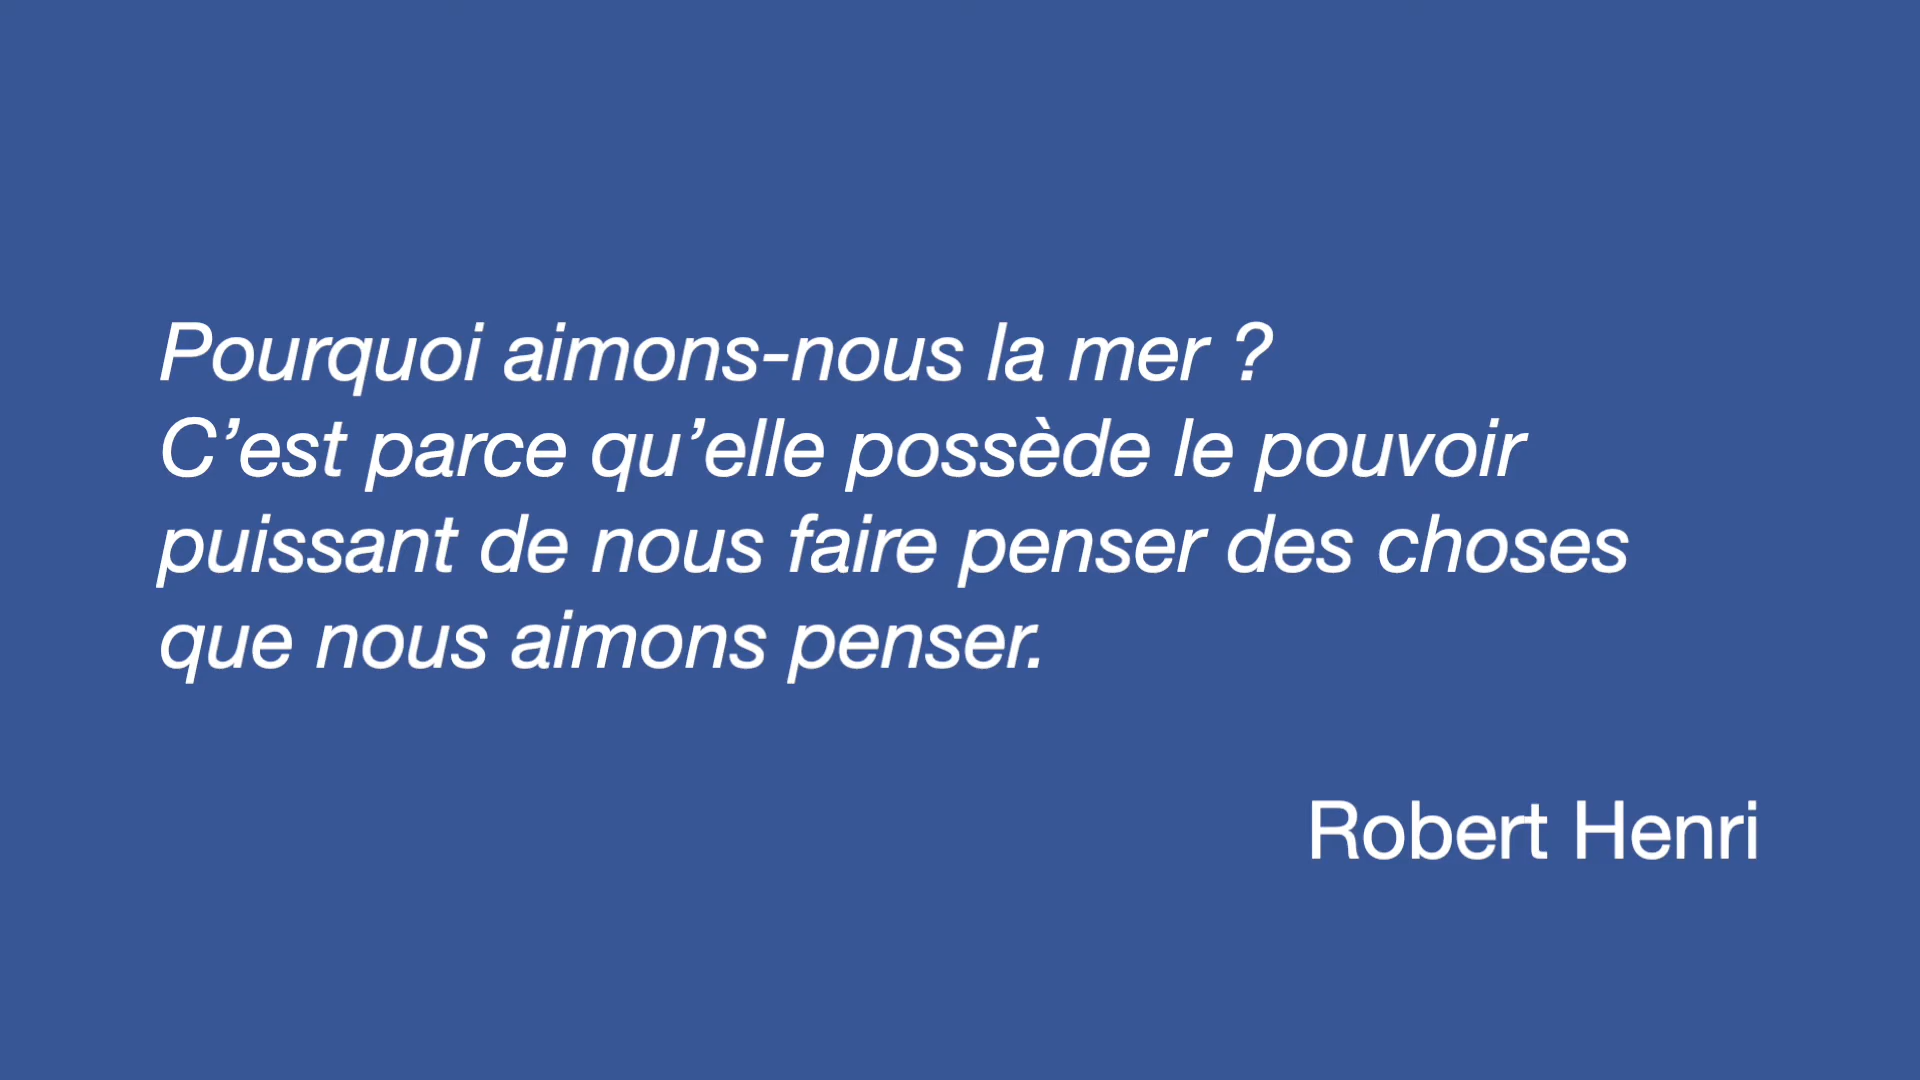 Pourquoi aimons-nous la mer ?
C’est parce qu’elle possède le pouvoir
puissant de nous faire penser des choses
que nous aimons penser.
Robert Henri